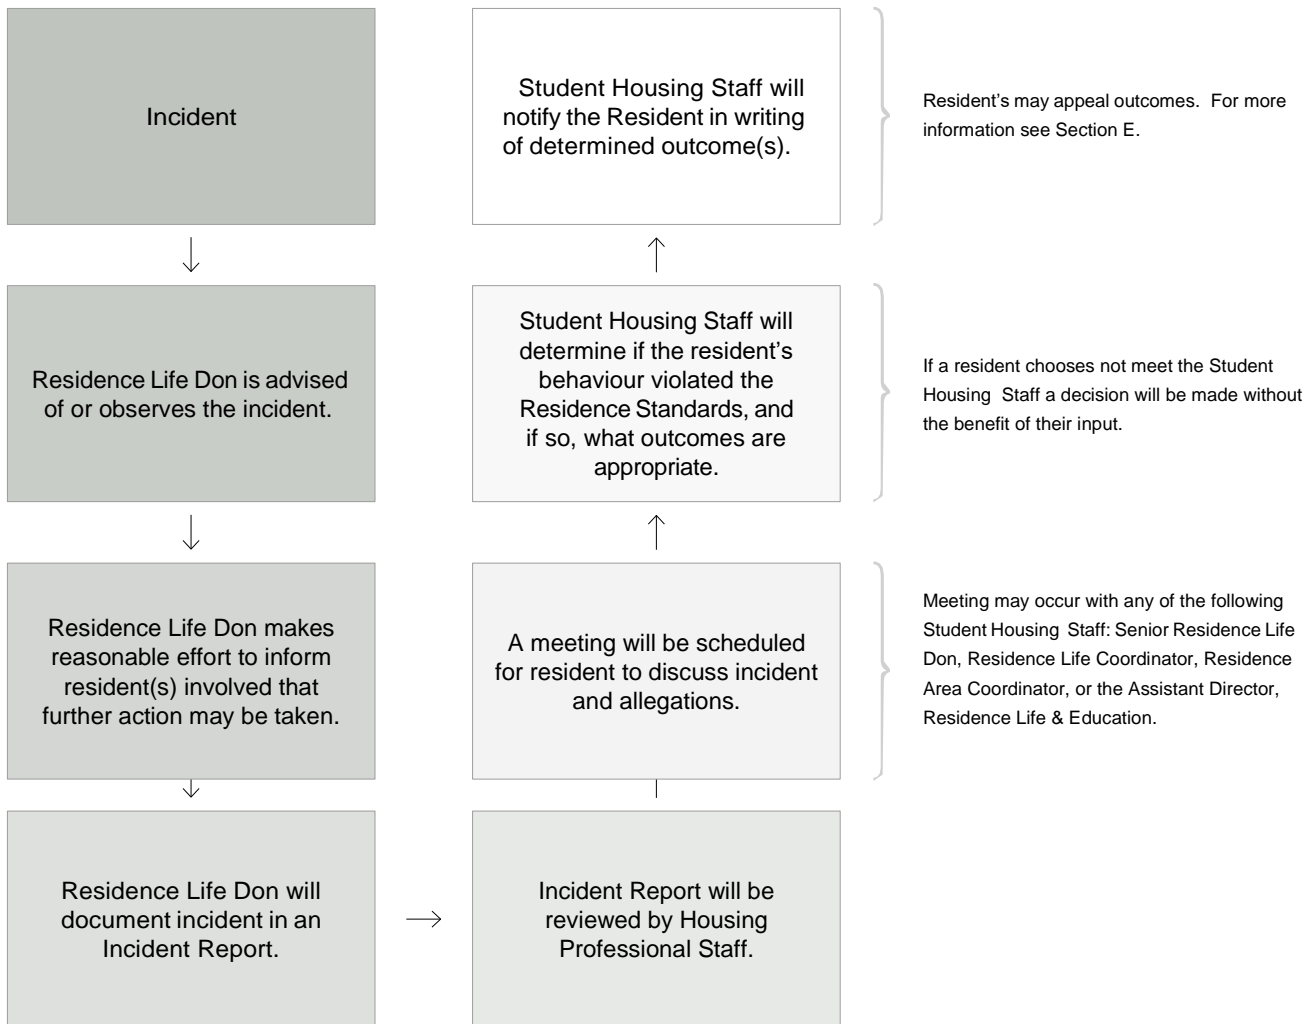 Incident
Residence Life Don is advised
of or observes the incident.
Residence Life Don makes
reasonable effort to inform
resident(s) involved that
further action may be taken.
Residence Life Don will
document incident in an
Incident Report.
Incident Report will be
reviewed by Housing
Professional Staff.
A meeting will be scheduled
for resident to discuss incident
and allegations.
Meeting may occur with any of the following
Student Housing Staff: Senior Residence Life
Don, Residence Life Coordinator, Residence
Area Coordinator, or the Assistant Director,
Residence Life & Education.
Student Housing Staff will
determine if the resident’s
behaviour violated the
Residence Standards, and
if so, what outcomes are
appropriate.
If a resident chooses not meet the Student
Housing Staff a decision will be made without
the benefit of their input.
Student Housing Staff will
notify the Resident in writing
of determined outcome(s).
Resident’s may appeal outcomes. For more
information see Section E.